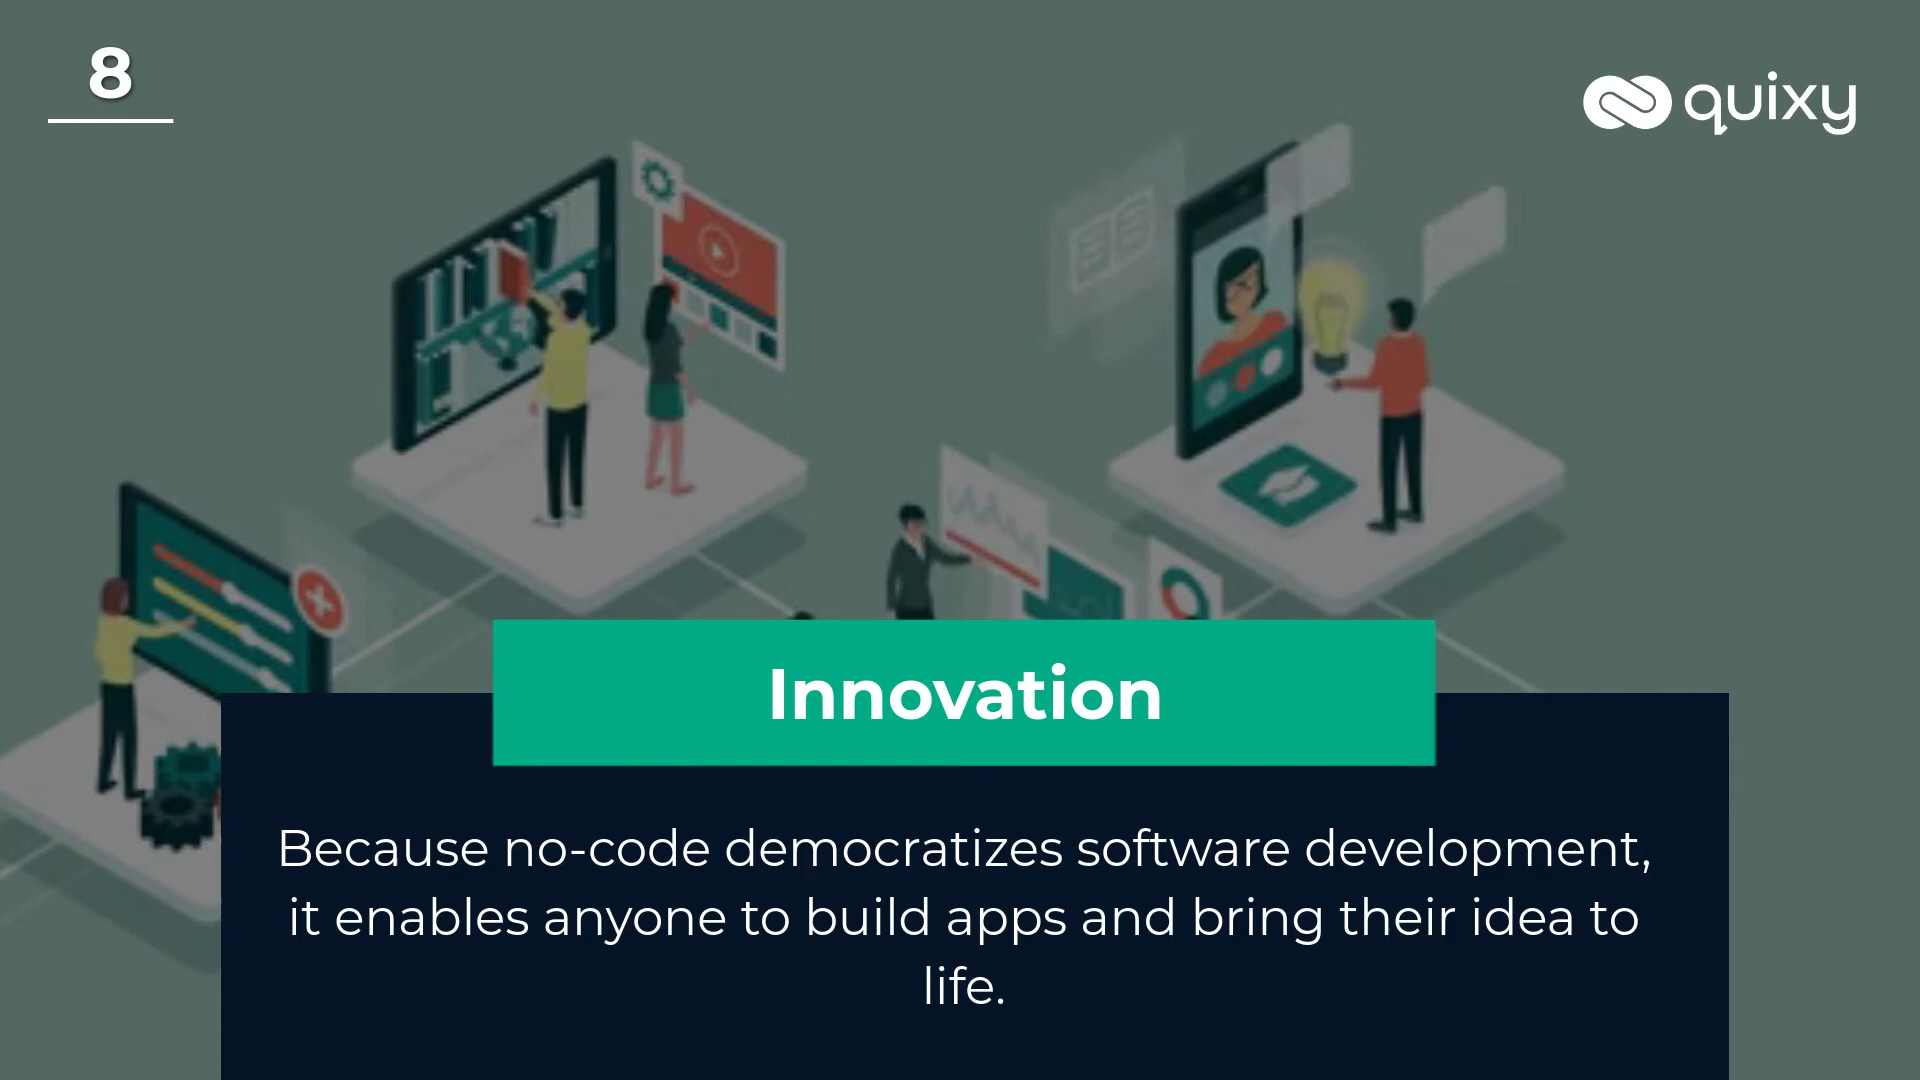 8
quixy
Innovation
Because no-code democratizes software development,
it enables anyone to build apps and bring their idea to
life.